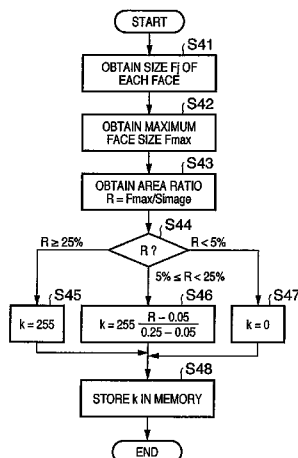 START
S41
OBTAIN SIZE Fj OF
EACH FACE
S42
OBTAIN MAXIMUM
FACE SIZE Fmax
S43
OBTAIN AREA RATIO
R = Fmax/Simage
S44
R ?
R ≥ 25%
R < 5%
5% ≤ R < 25%
S45
k = 255
S46
k = 255 (R − 0.05)/(0.25 − 0.05)
S47
k = 0
S48
STORE k IN MEMORY
END